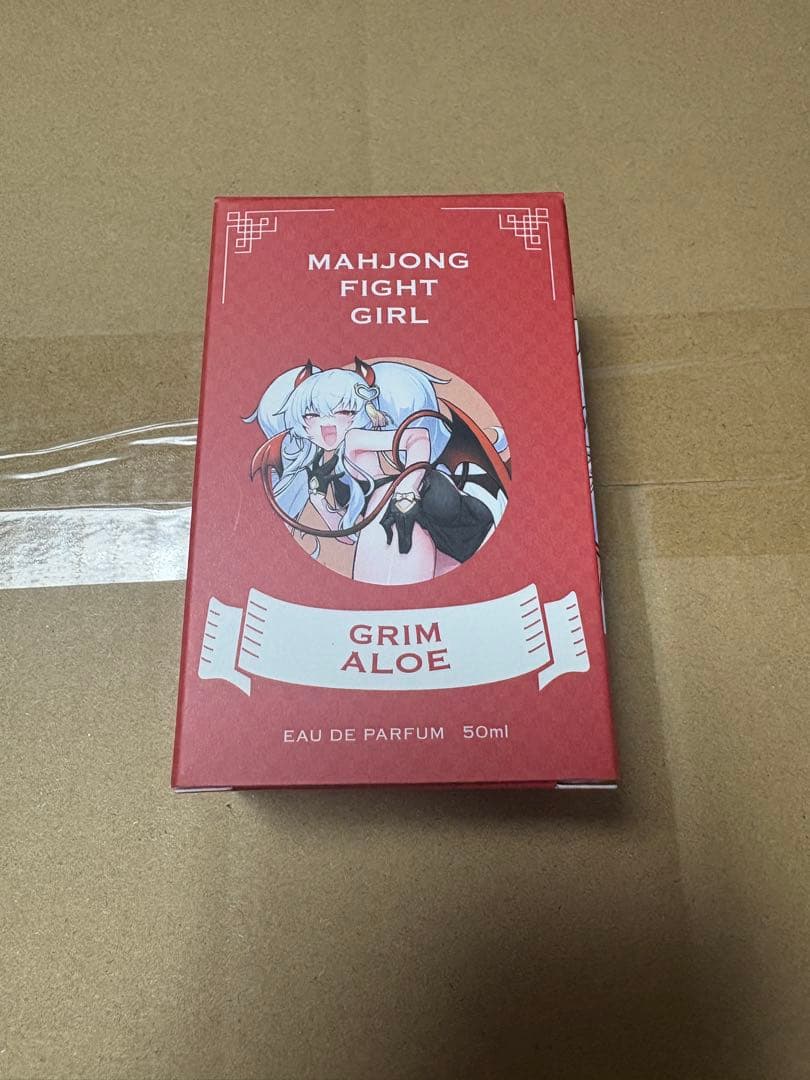 MAHJONG
FIGHT
GIRL
GRIM
ALOE
EAU DE PARFUM 50ml